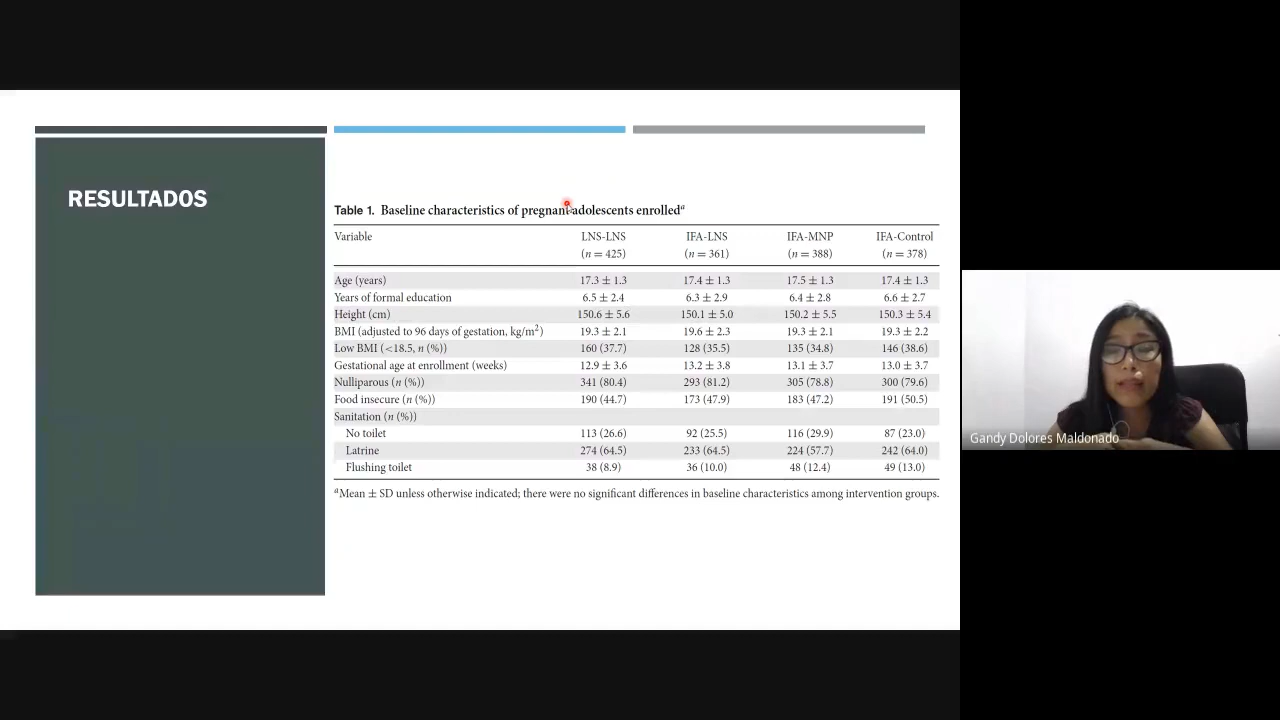 RESULTADOS
Table 1. Baseline characteristics of pregnant adolescents enrolledᵃ
Variable LNS-LNS IFA-LNS IFA-MNP IFA-Control
(n = 425) (n = 361) (n = 388) (n = 378)
Age (years) 17.3 ± 1.3 17.4 ± 1.3 17.5 ± 1.3 17.4 ± 1.3
Years of formal education 6.5 ± 2.4 6.3 ± 2.9 6.4 ± 2.8 6.6 ± 2.7
Height (cm) 150.6 ± 5.6 150.1 ± 5.0 150.2 ± 5.5 150.3 ± 5.4
BMI (adjusted to 96 days of gestation, kg/m²) 19.3 ± 2.1 19.6 ± 2.3 19.3 ± 2.1 19.3 ± 2.2
Low BMI (<18.5, n (%)) 160 (37.7) 128 (35.5) 135 (34.8) 146 (38.6)
Gestational age at enrollment (weeks) 12.9 ± 3.6 13.2 ± 3.8 13.1 ± 3.7 13.0 ± 3.7
Nulliparous (n (%)) 341 (80.4) 293 (81.2) 305 (78.8) 300 (79.6)
Food insecure (n (%)) 190 (44.7) 173 (47.9) 183 (47.2) 191 (50.5)
Sanitation (n (%))
No toilet 113 (26.6) 92 (25.5) 116 (29.9) 87 (23.0)
Latrine 274 (64.5) 233 (64.5) 224 (57.7) 242 (64.0)
Flushing toilet 38 (8.9) 36 (10.0) 48 (12.4) 49 (13.0)
ᵃMean ± SD unless otherwise indicated; there were no significant differences in baseline characteristics among intervention groups.
Gandy Dolores Maldonado